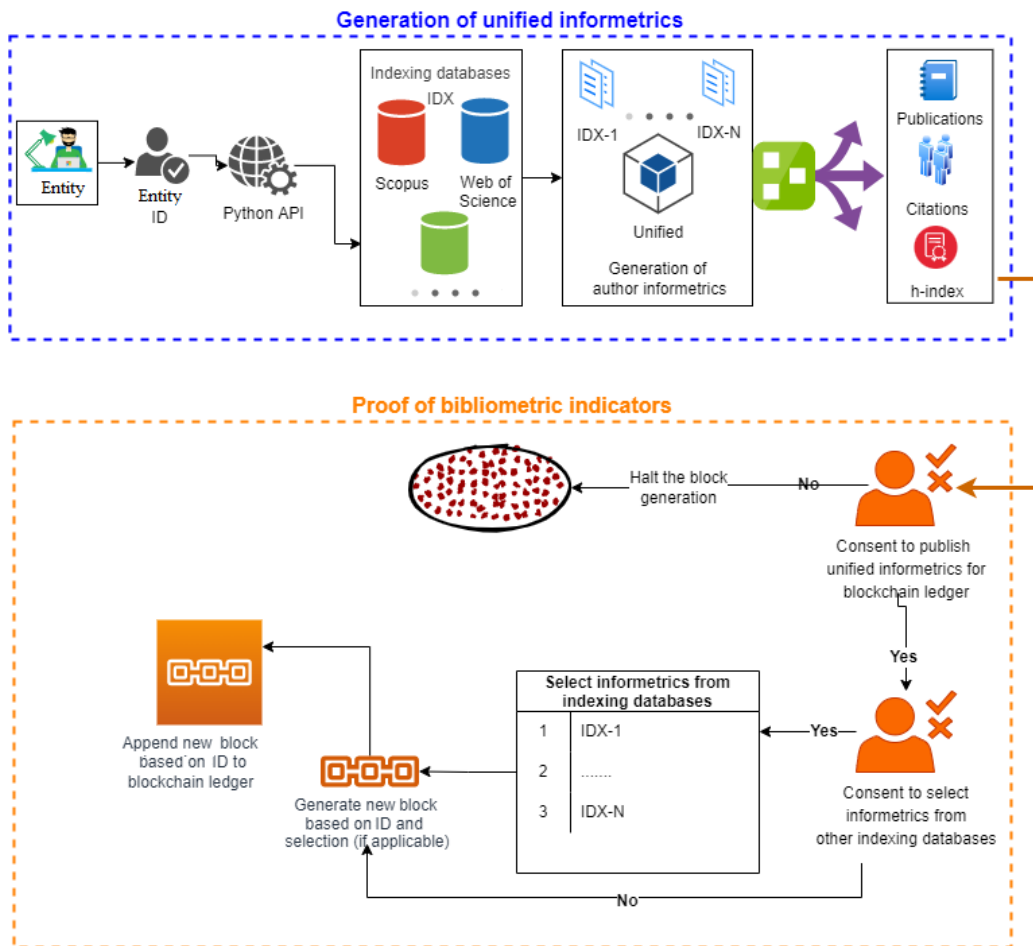 Generation of unified informetrics
Entity
Entity
ID
Python API
Indexing databases
IDX
Scopus
Web of
Science
IDX-1
IDX-N
Unified
Generation of
author informetrics
Publications
Citations
h-index
Proof of bibliometric indicators
Halt the block
generation
No
Consent to publish
unified informetrics for
blockchain ledger
Yes
Consent to select
informetrics from
other indexing databases
Yes
Select informetrics from
indexing databases
1 IDX-1
2 .......
3 IDX-N
Generate new block
based on ID and
selection (if applicable)
Append new block
based on ID to
blockchain ledger
No